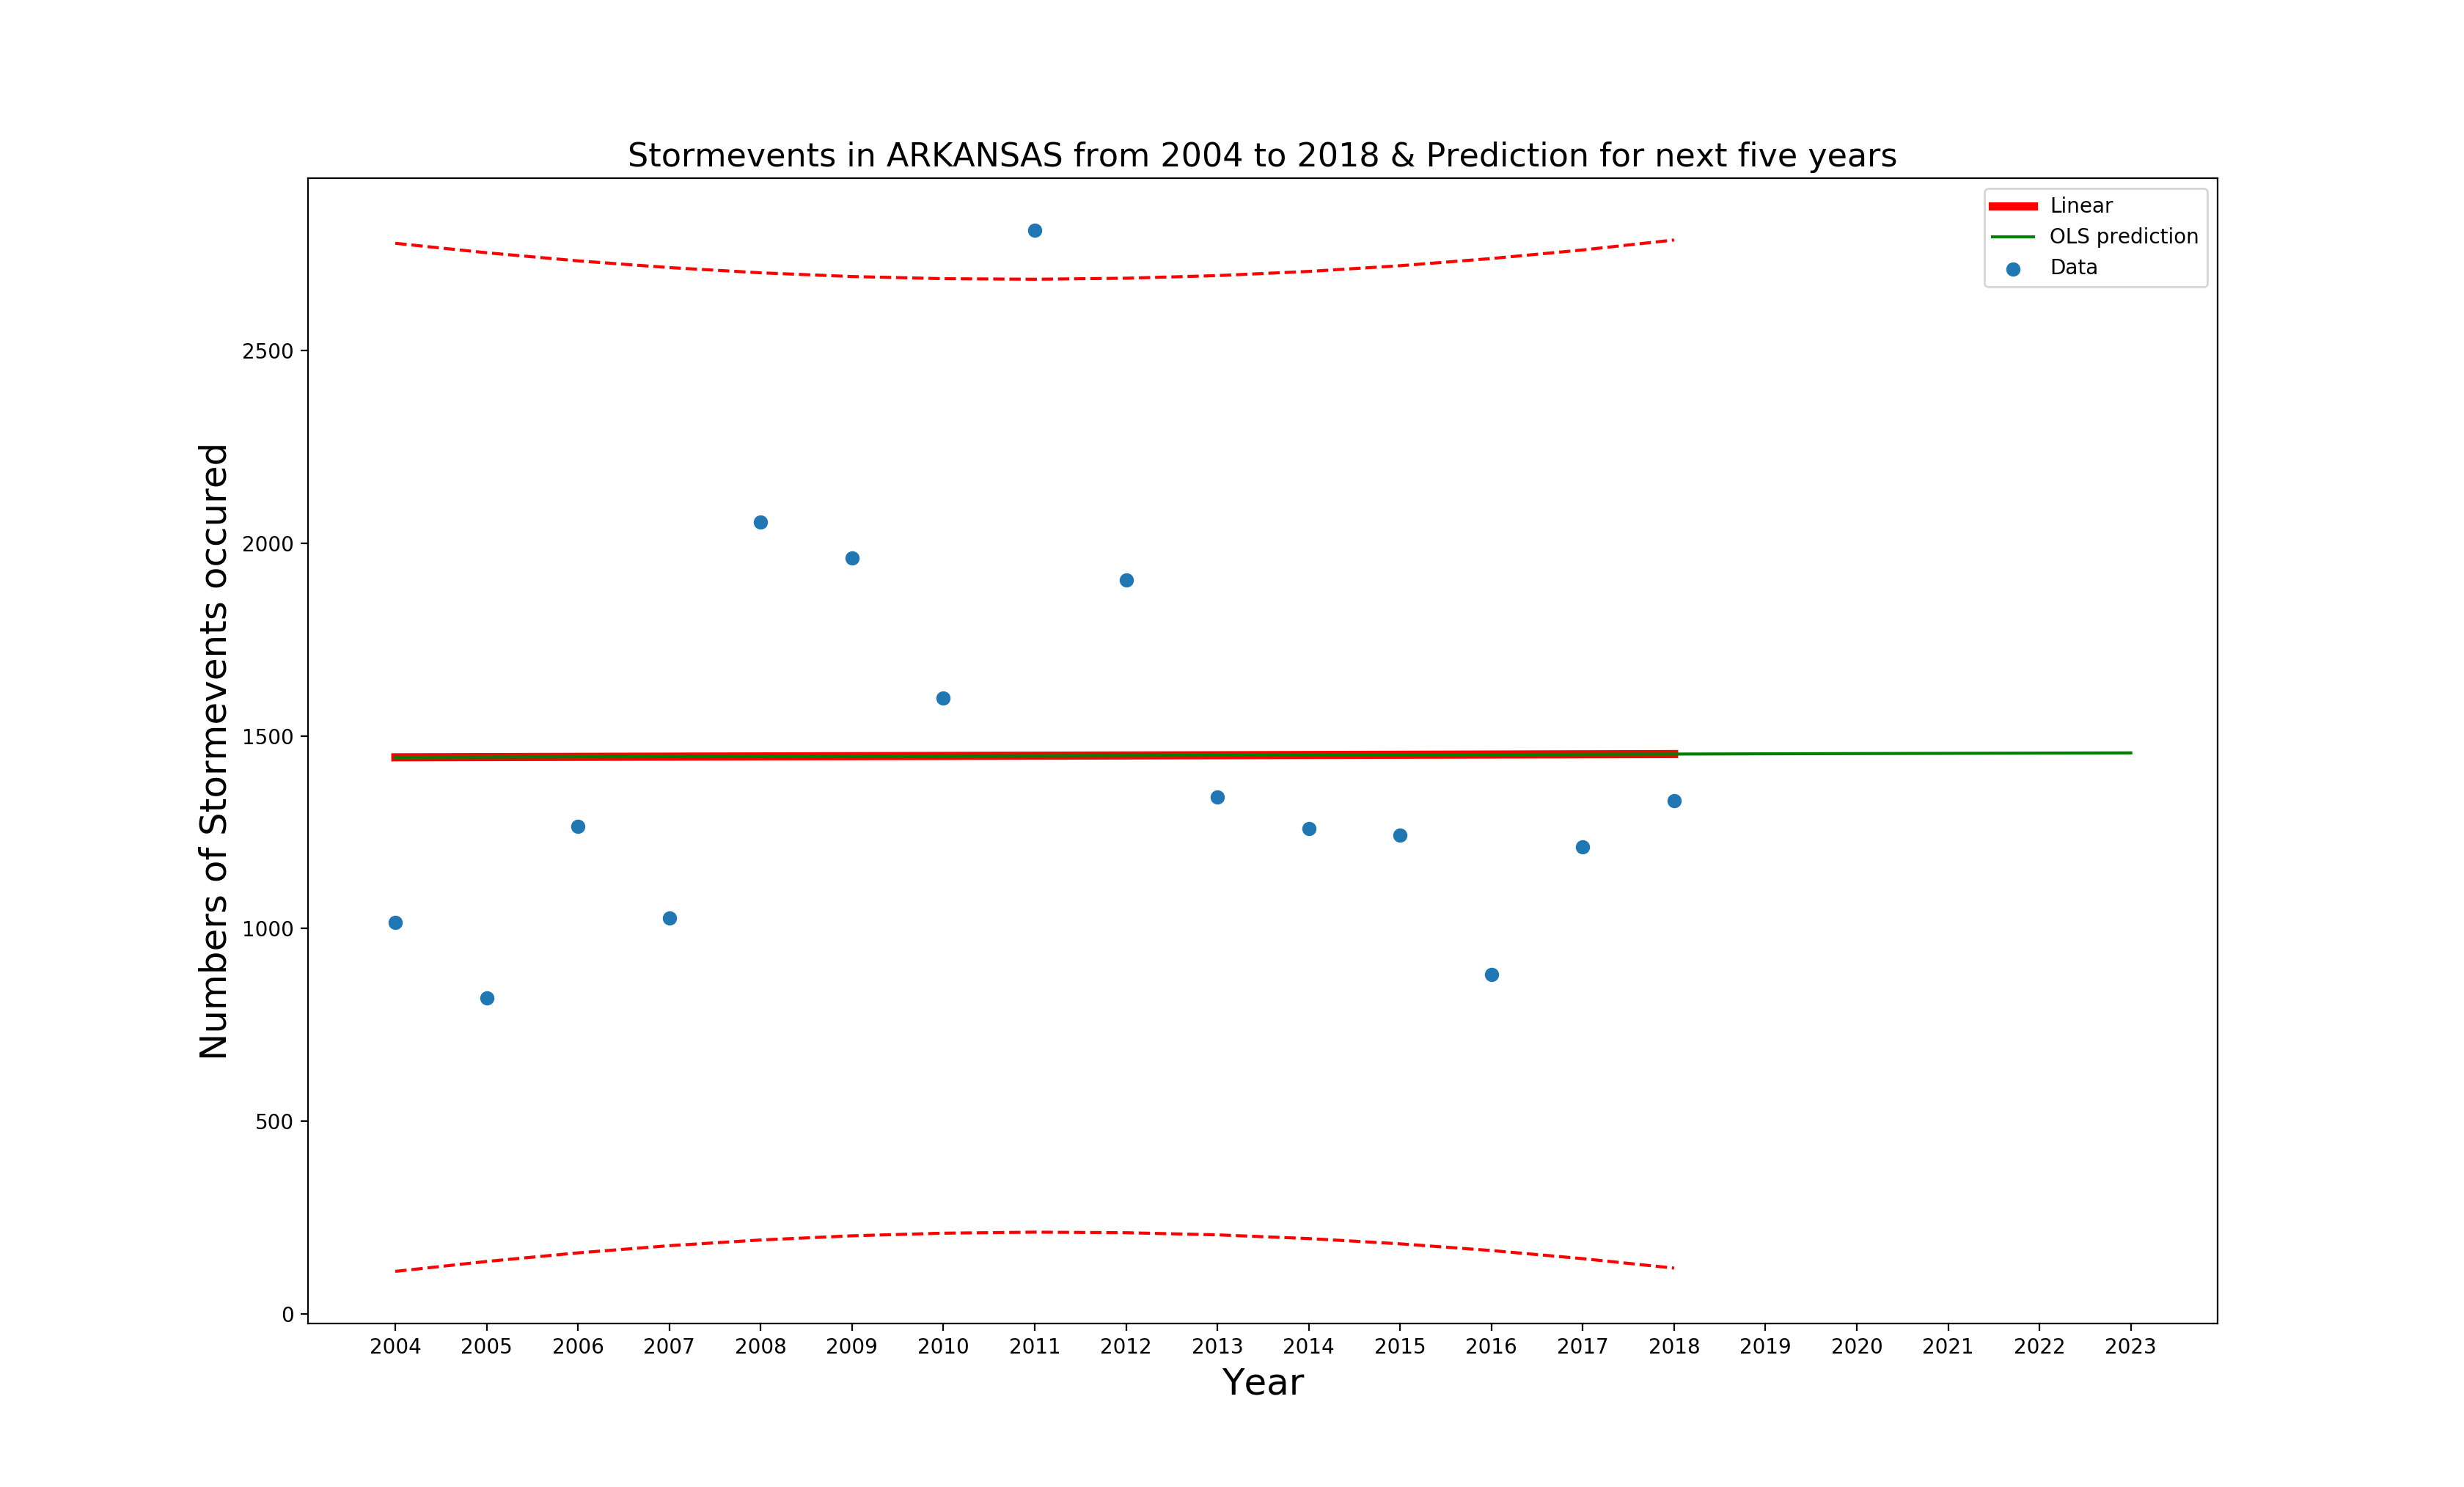 Stormevents in ARKANSAS from 2004 to 2018 & Prediction for next five years
Linear
OLS prediction
Data
Numbers of Stormevents occured
2500
2000
1500
1000
500
0
2004 2005 2006 2007 2008 2009 2010 2011 2012 2013 2014 2015 2016 2017 2018 2019 2020 2021 2022 2023
Year